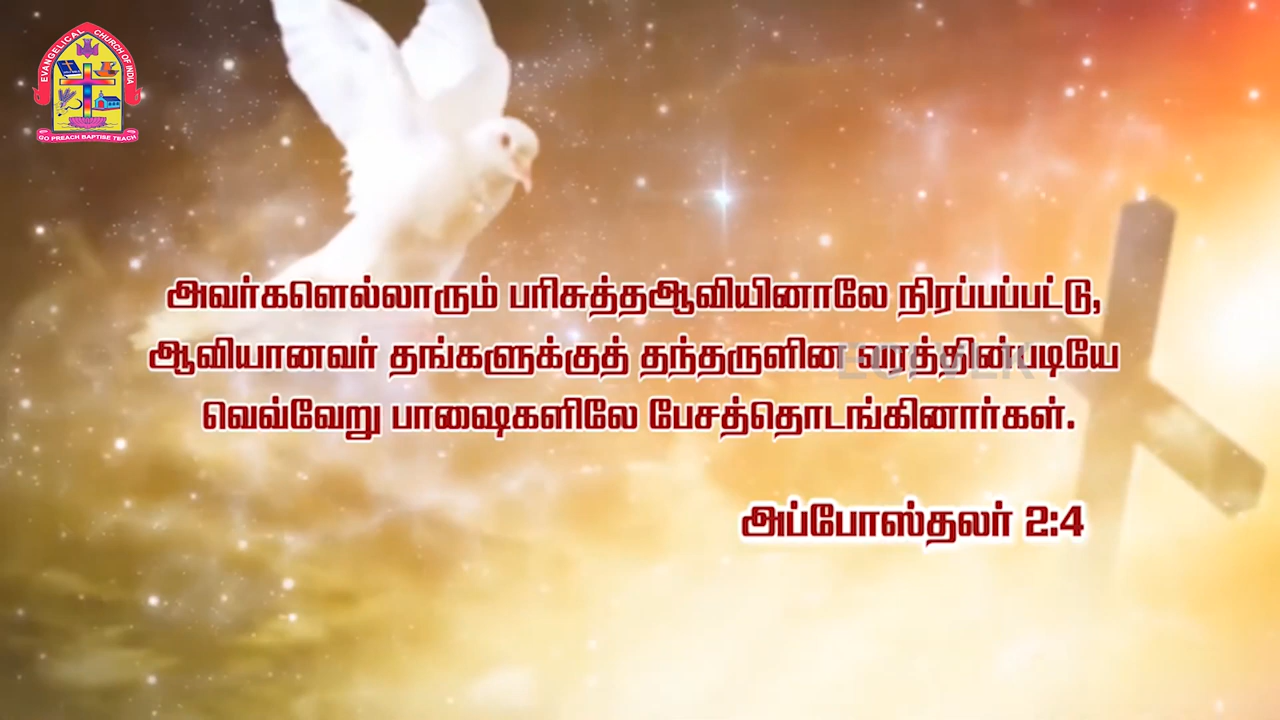 EVANGELICAL CHURCH OF INDIA
GO PREACH BAPTISE TEACH
அவர்களெல்லாரும் பரிசுத்தஆவியினாலே நிரப்பப்பட்டு,
ஆவியானவர் தங்களுக்குத் தந்தருளின வரத்தின்படியே
வெவ்வேறு பாஷைகளிலே பேசத்தொடங்கினார்கள்.
அப்போஸ்தலர் 2:4